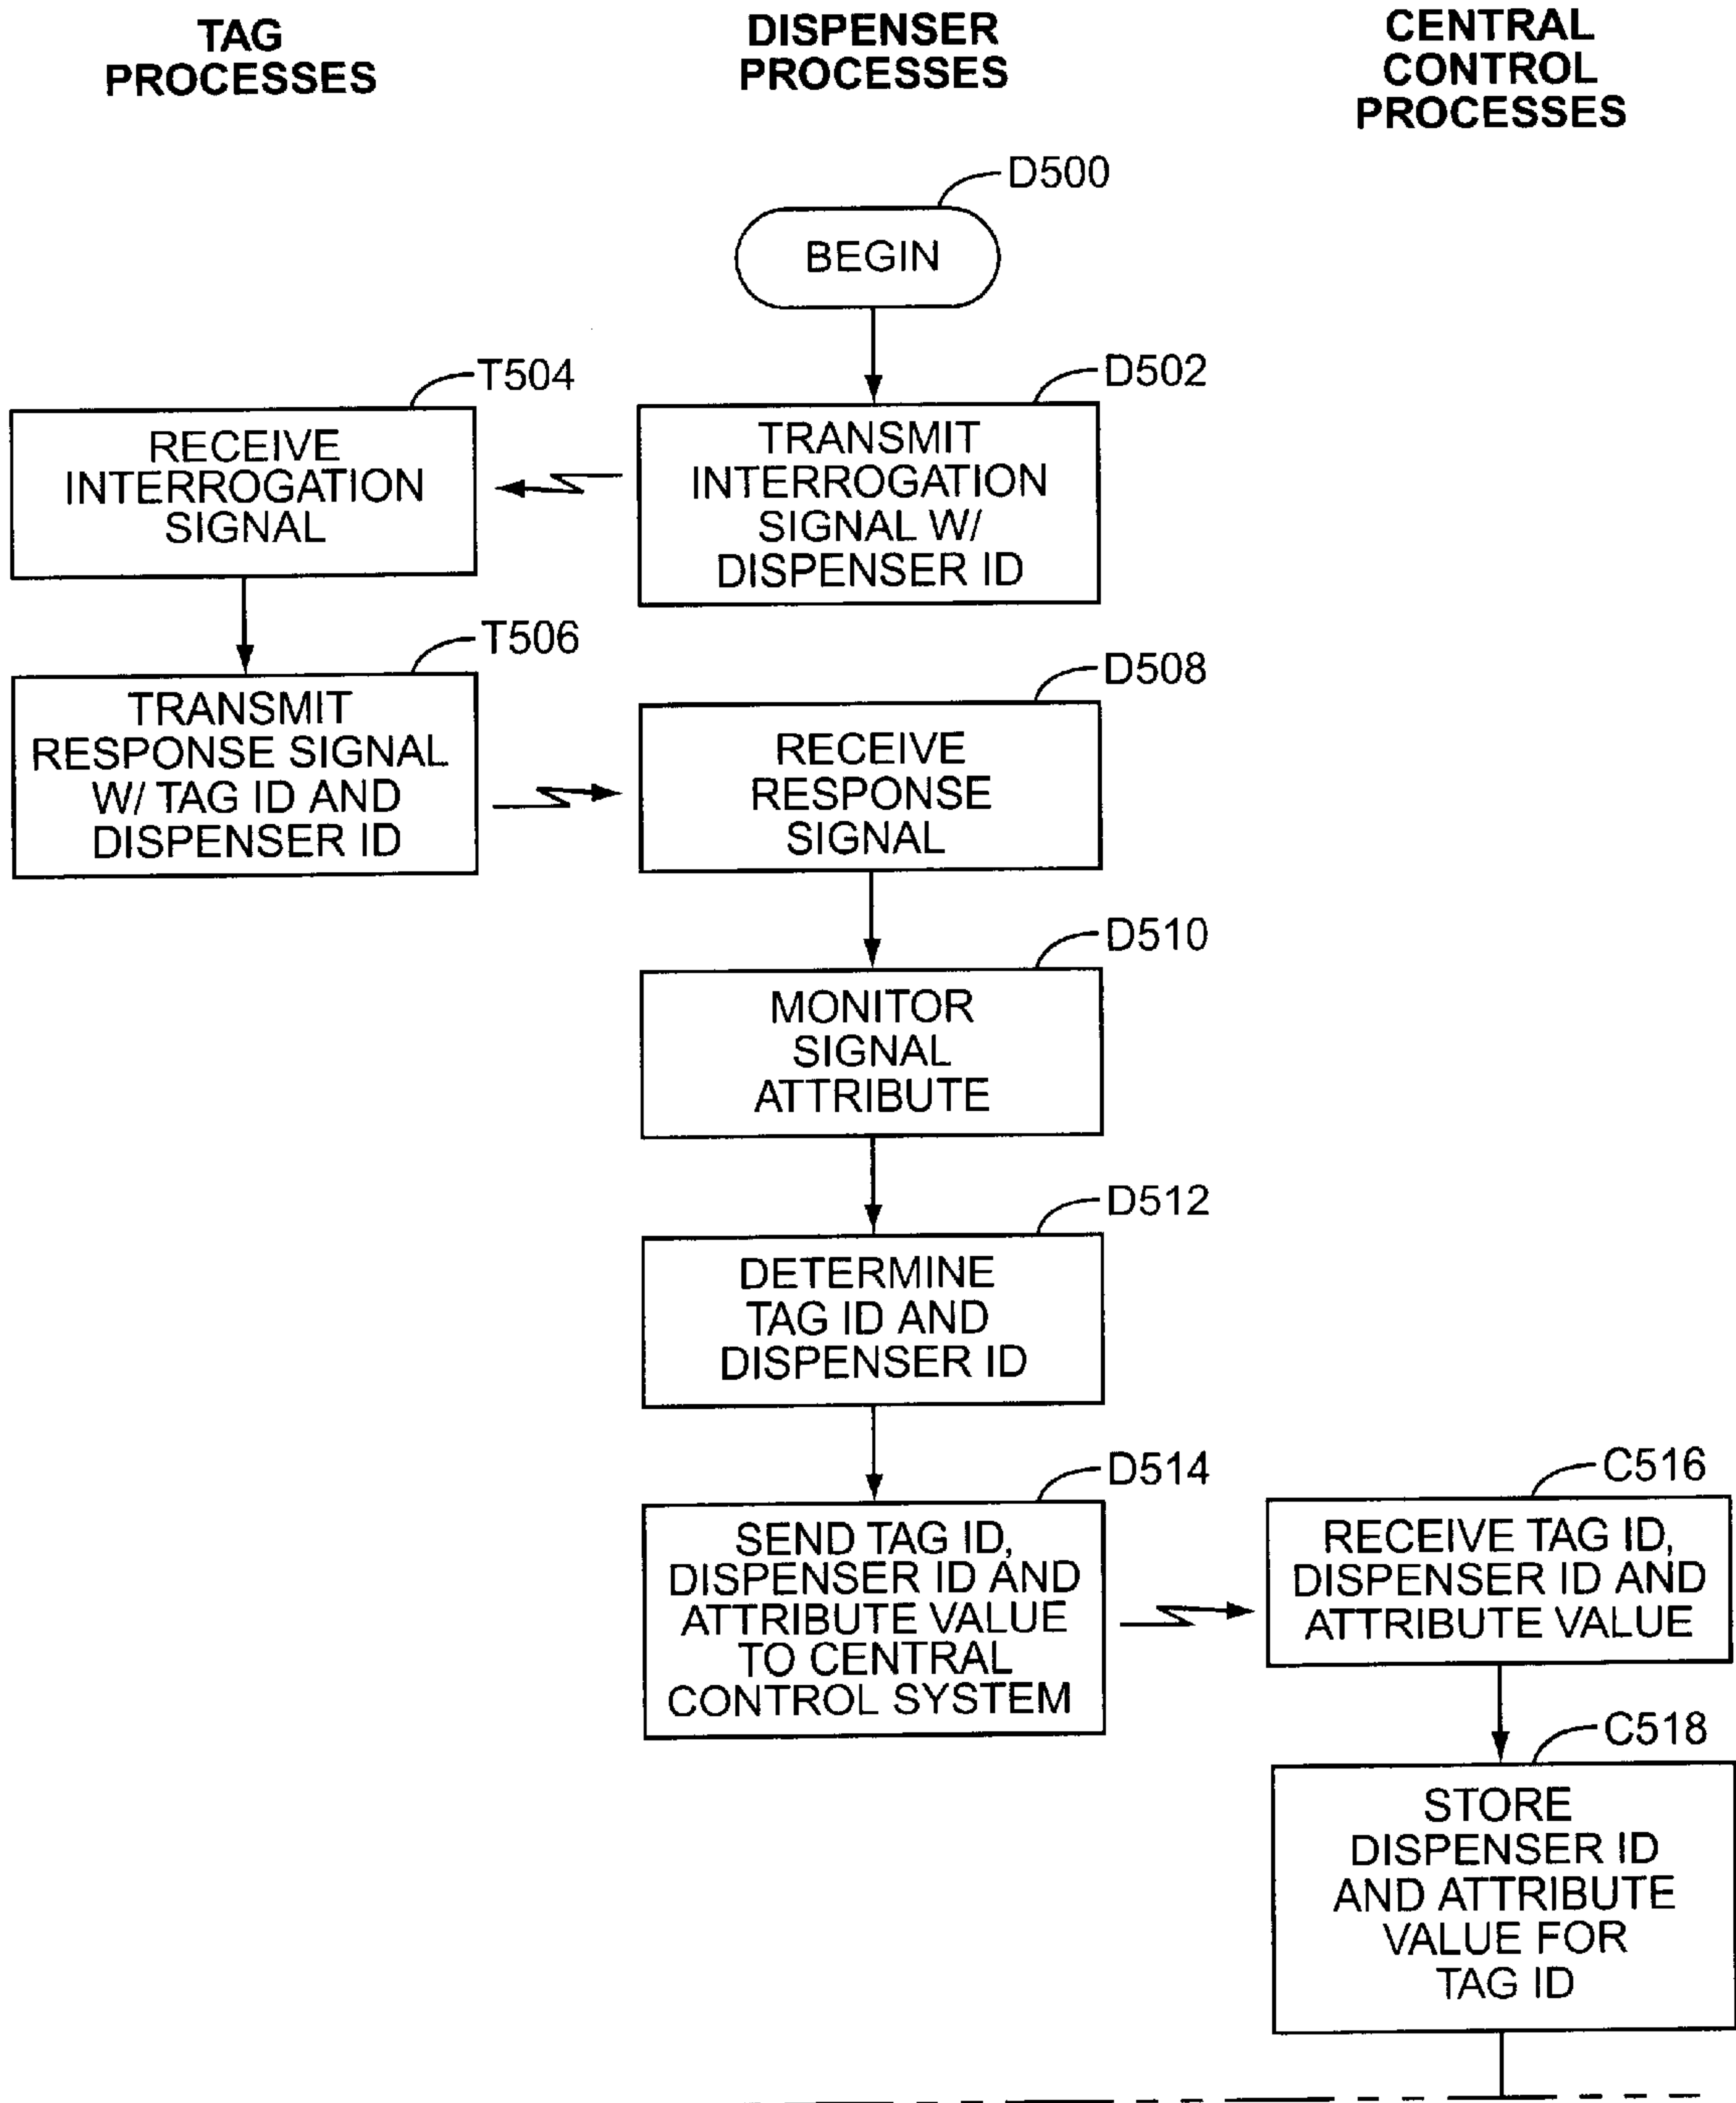 TAG
PROCESSES
DISPENSER
PROCESSES
CENTRAL
CONTROL
PROCESSES
D500
BEGIN
D502
TRANSMIT
INTERROGATION
SIGNAL W/
DISPENSER ID
T504
RECEIVE
INTERROGATION
SIGNAL
T506
TRANSMIT
RESPONSE SIGNAL
W/ TAG ID AND
DISPENSER ID
D508
RECEIVE
RESPONSE
SIGNAL
D510
MONITOR
SIGNAL
ATTRIBUTE
D512
DETERMINE
TAG ID AND
DISPENSER ID
D514
SEND TAG ID,
DISPENSER ID AND
ATTRIBUTE VALUE
TO CENTRAL
CONTROL SYSTEM
C516
RECEIVE TAG ID,
DISPENSER ID AND
ATTRIBUTE VALUE
C518
STORE
DISPENSER ID
AND ATTRIBUTE
VALUE FOR
TAG ID